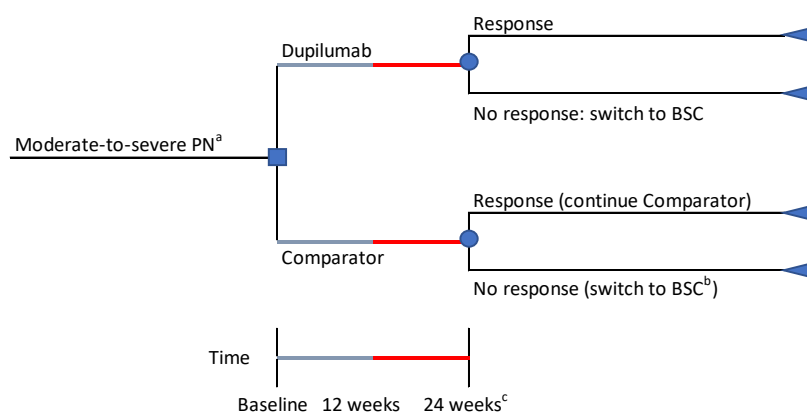 Response
Dupilumab
No response: switch to BSC
Moderate-to-severe PNᵃ
Response (continue Comparator)
Comparator
No response (switch to BSCᵇ)
Time
Baseline 12 weeks 24 weeksᶜ